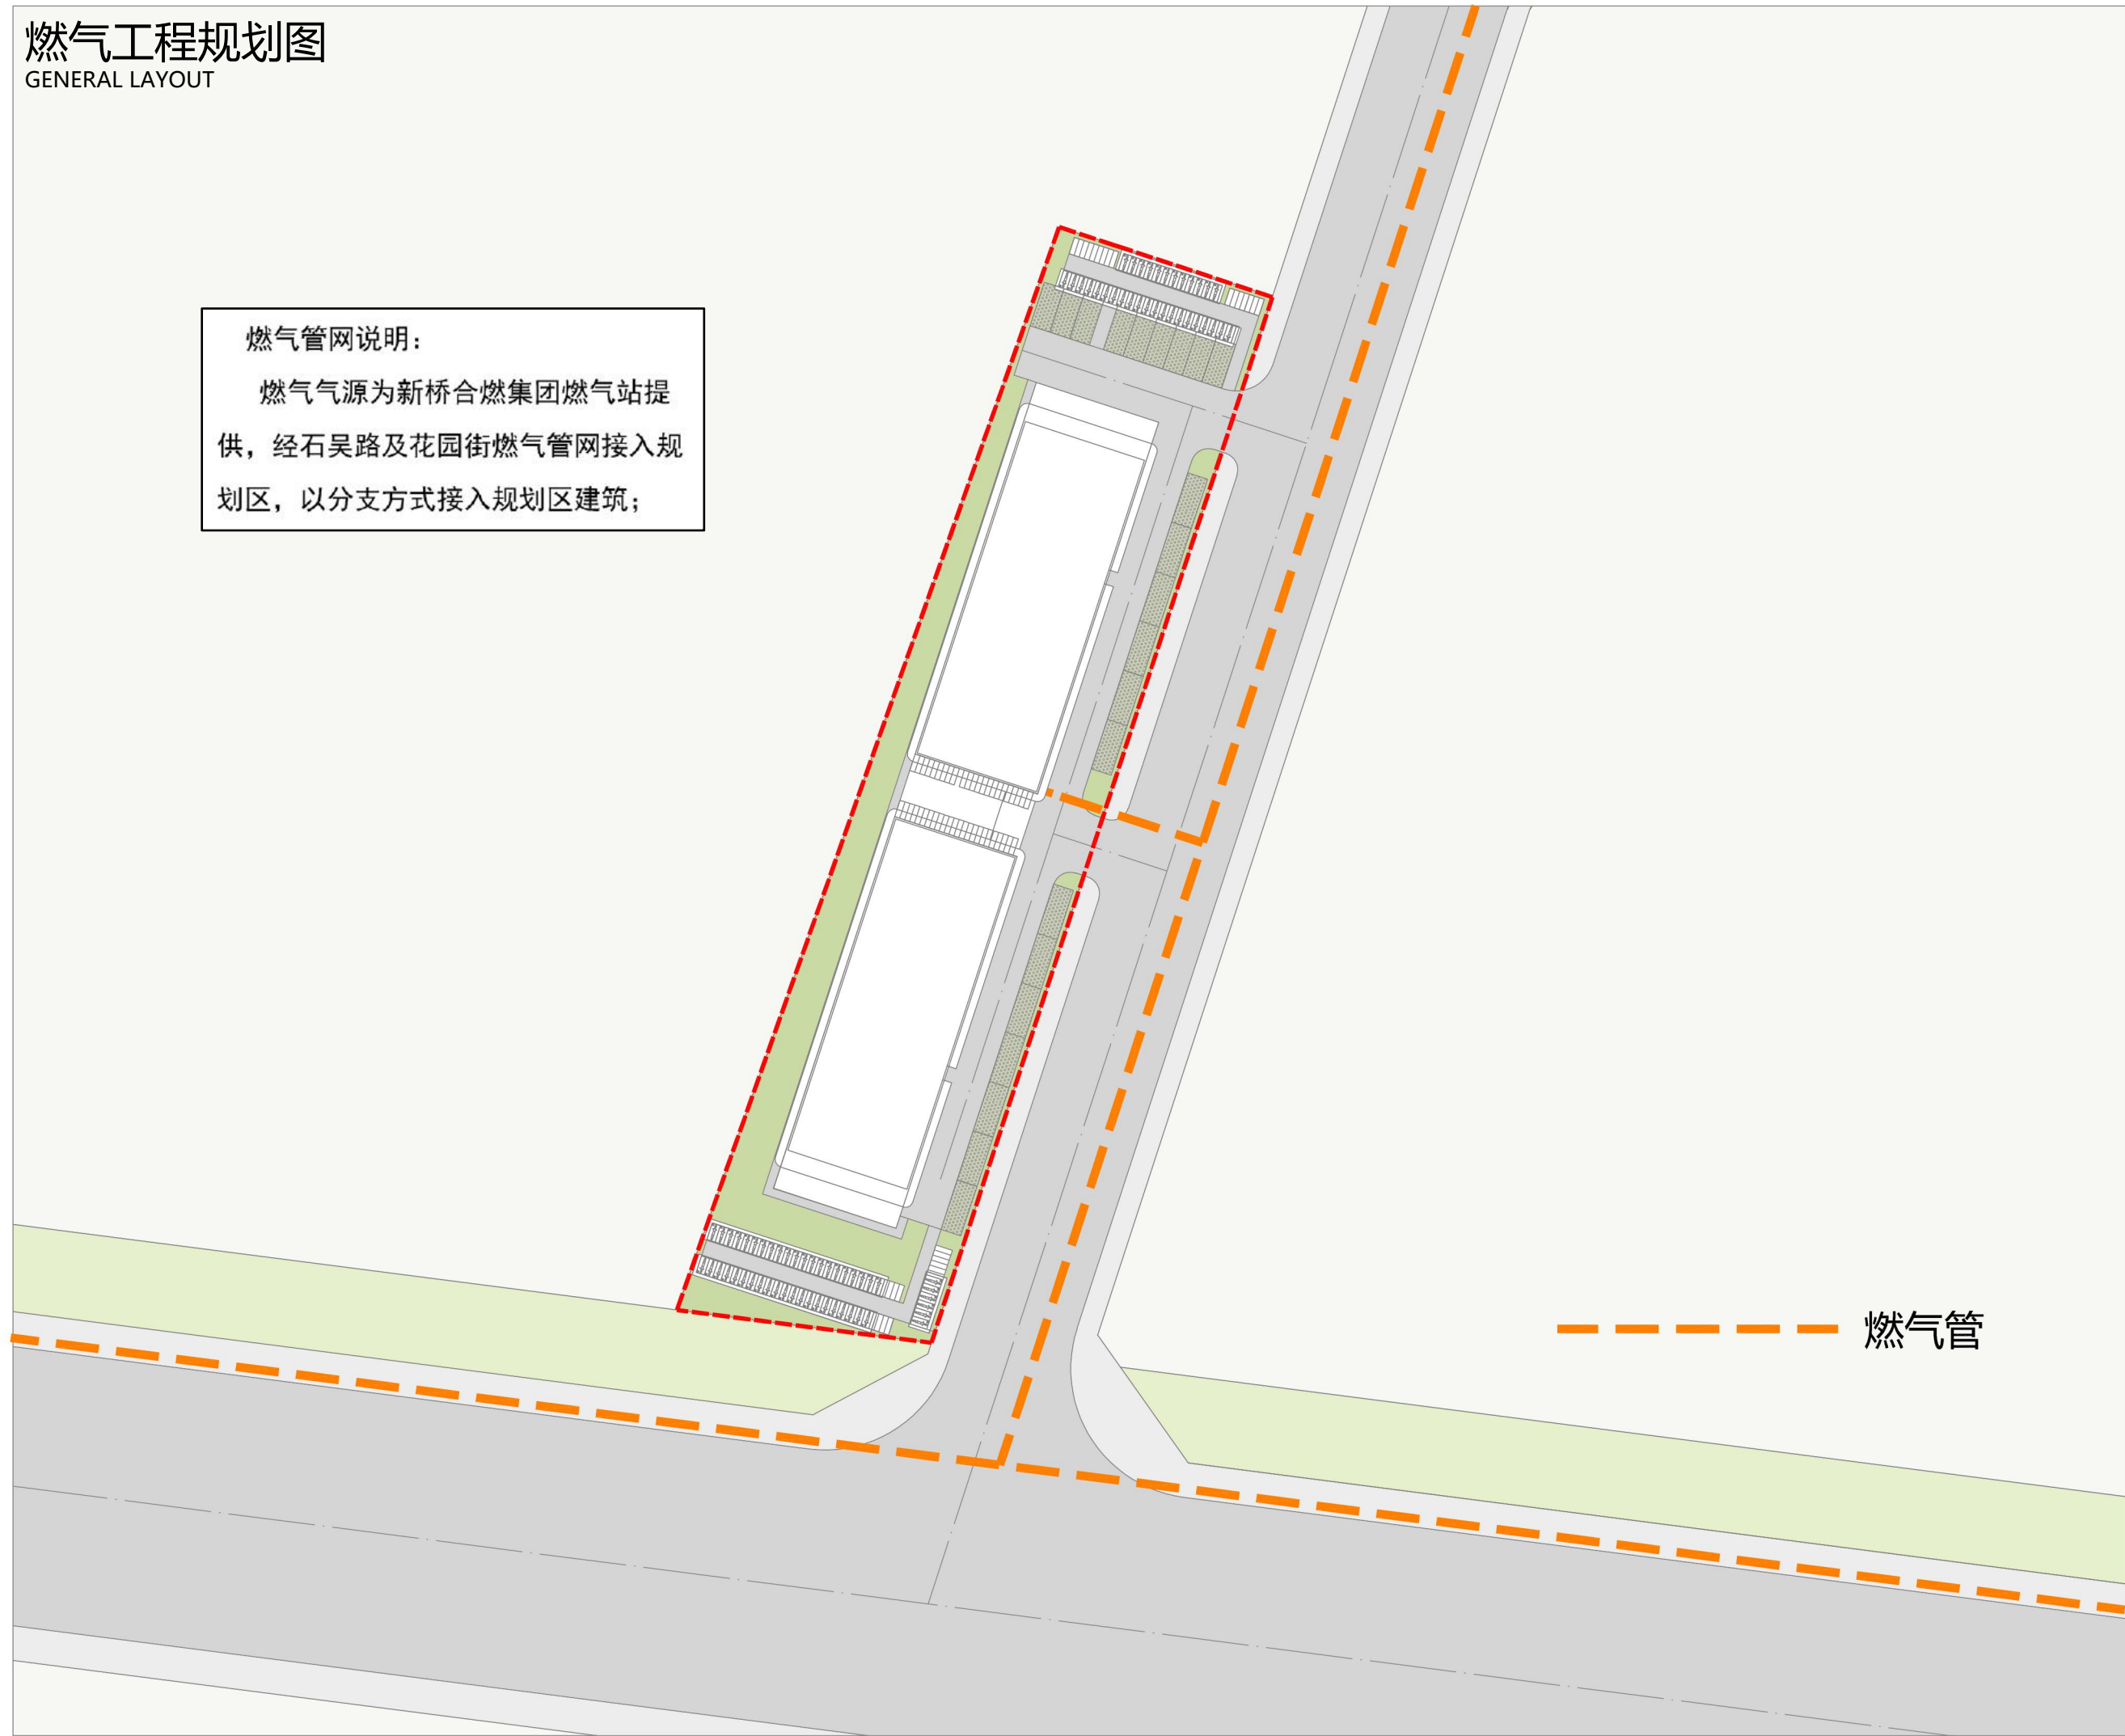 燃气工程规划图
GENERAL LAYOUT
燃气管网说明：
燃气气源为新桥合燃集团燃气站提
供，经石吴路及花园街燃气管网接入规
划区，以分支方式接入规划区建筑；
燃气管